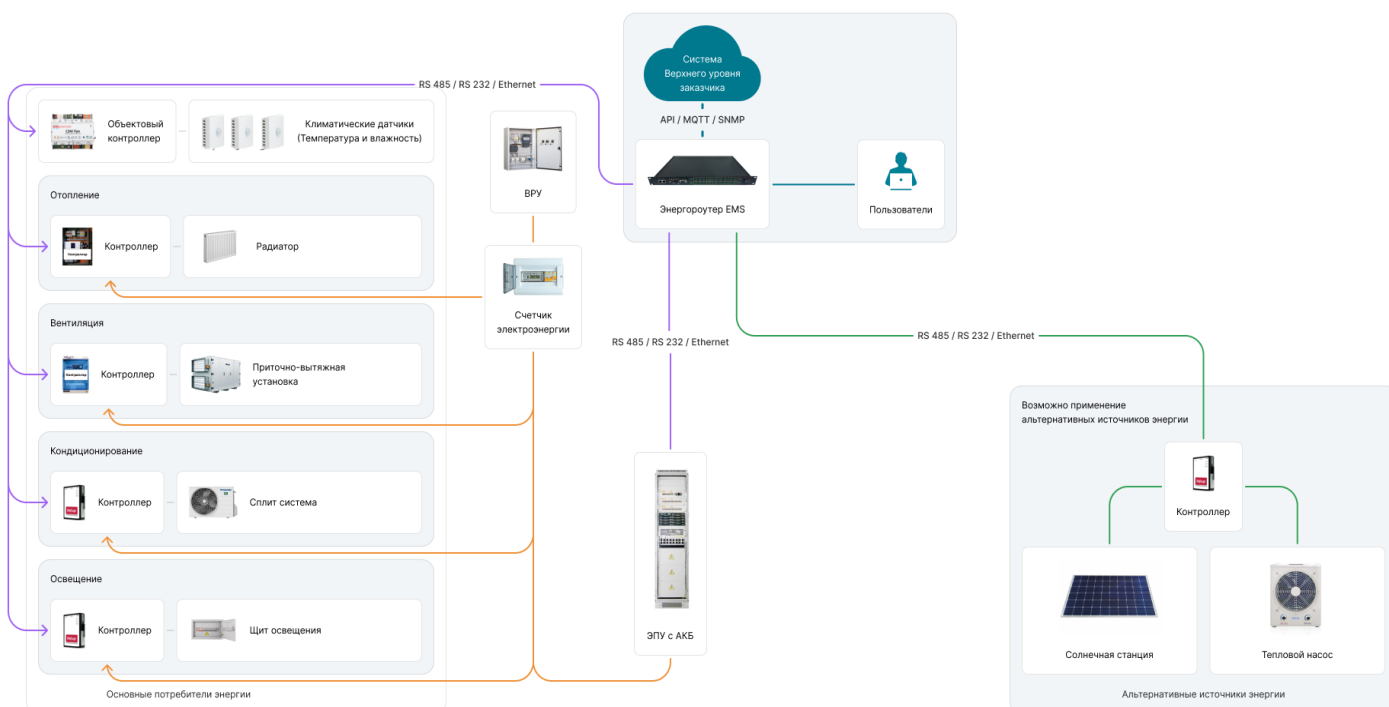 Система
Верхнего уровня
заказчика
RS 485 / RS 232 / Ethernet
API / MQTT / SNMP
Объектовый
контроллер
Климатические датчики
(Температура и влажность)
ВРУ
Энергороутер EMS
Пользователи
Отопление
Контроллер
Радиатор
Счетчик
электроэнергии
Вентиляция
Контроллер
Приточно-вытяжная
установка
RS 485 / RS 232 / Ethernet
RS 485 / RS 232 / Ethernet
Возможно применение
альтернативных источников энергии
Кондиционирование
Контроллер
Сплит система
Контроллер
Освещение
Контроллер
Щит освещения
ЭПУ с АКБ
Солнечная станция
Тепловой насос
Основные потребители энергии
Альтернативные источники энергии